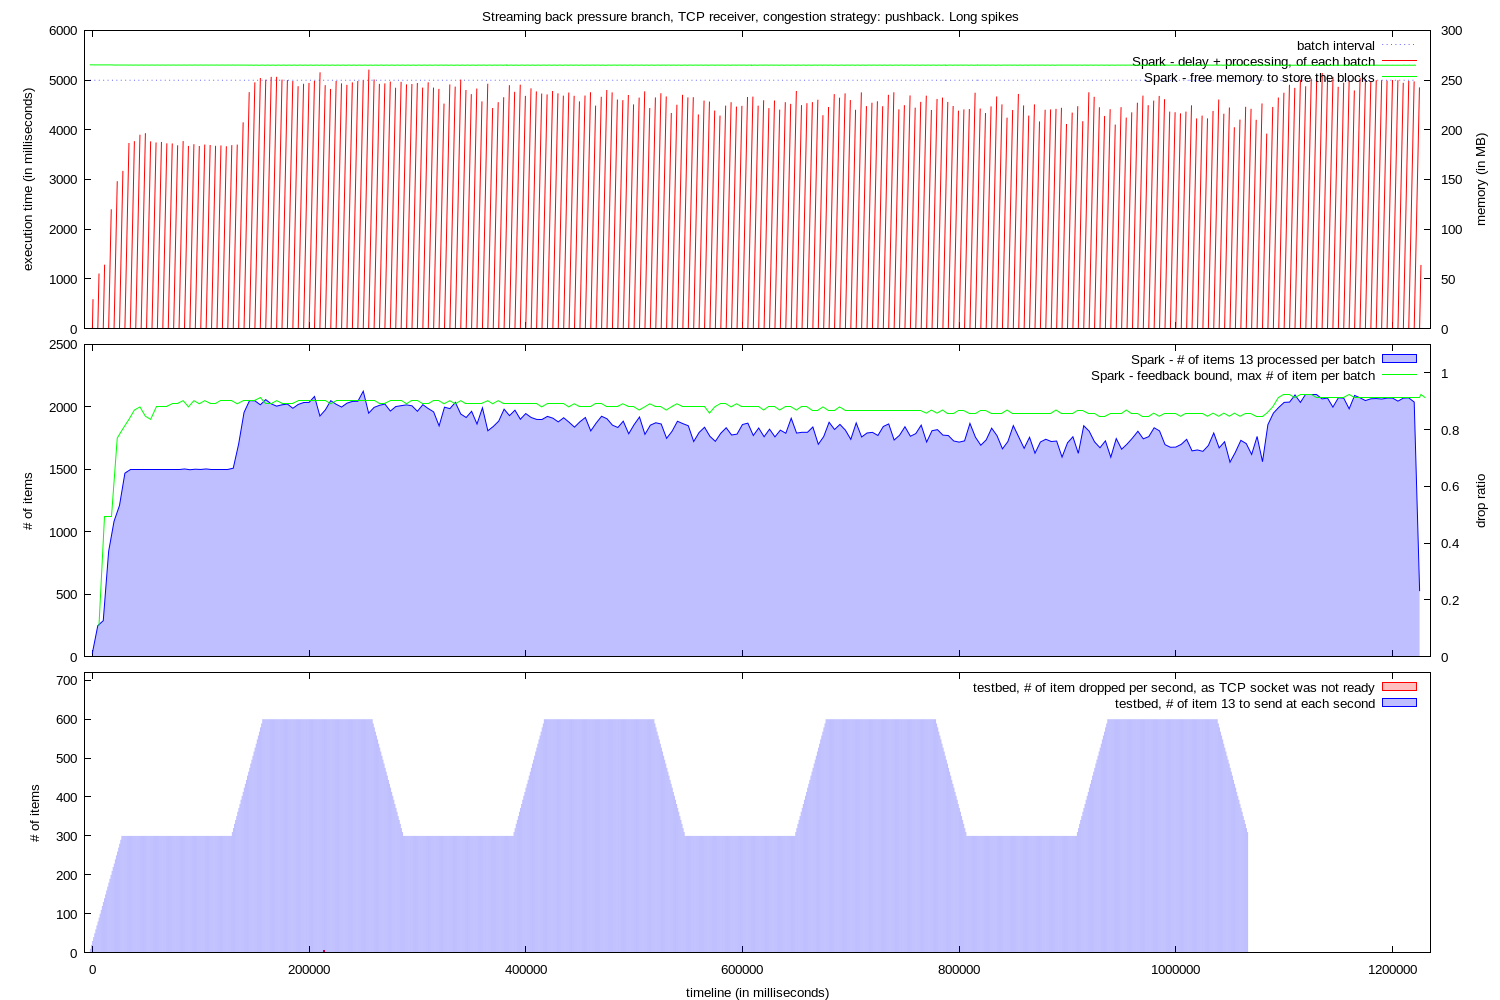 Streaming back pressure branch, TCP receiver, congestion strategy: pushback. Long spikes
6000
5000
4000
3000
2000
1000
0
execution time (in milliseconds)
batch interval
Spark - delay + processing, of each batch
Spark - free memory to store the blocks
300
250
200
150
100
50
0
memory (in MB)
2500
2000
1500
1000
500
0
# of items
Spark - # of items 13 processed per batch
Spark - feedback bound, max # of item per batch
1
0.8
0.6
0.4
0.2
0
drop ratio
700
600
500
400
300
200
100
0
# of items
testbed, # of item dropped per second, as TCP socket was not ready
testbed, # of item 13 to send at each second
0 200000 400000 600000 800000 1000000 1200000
timeline (in milliseconds)